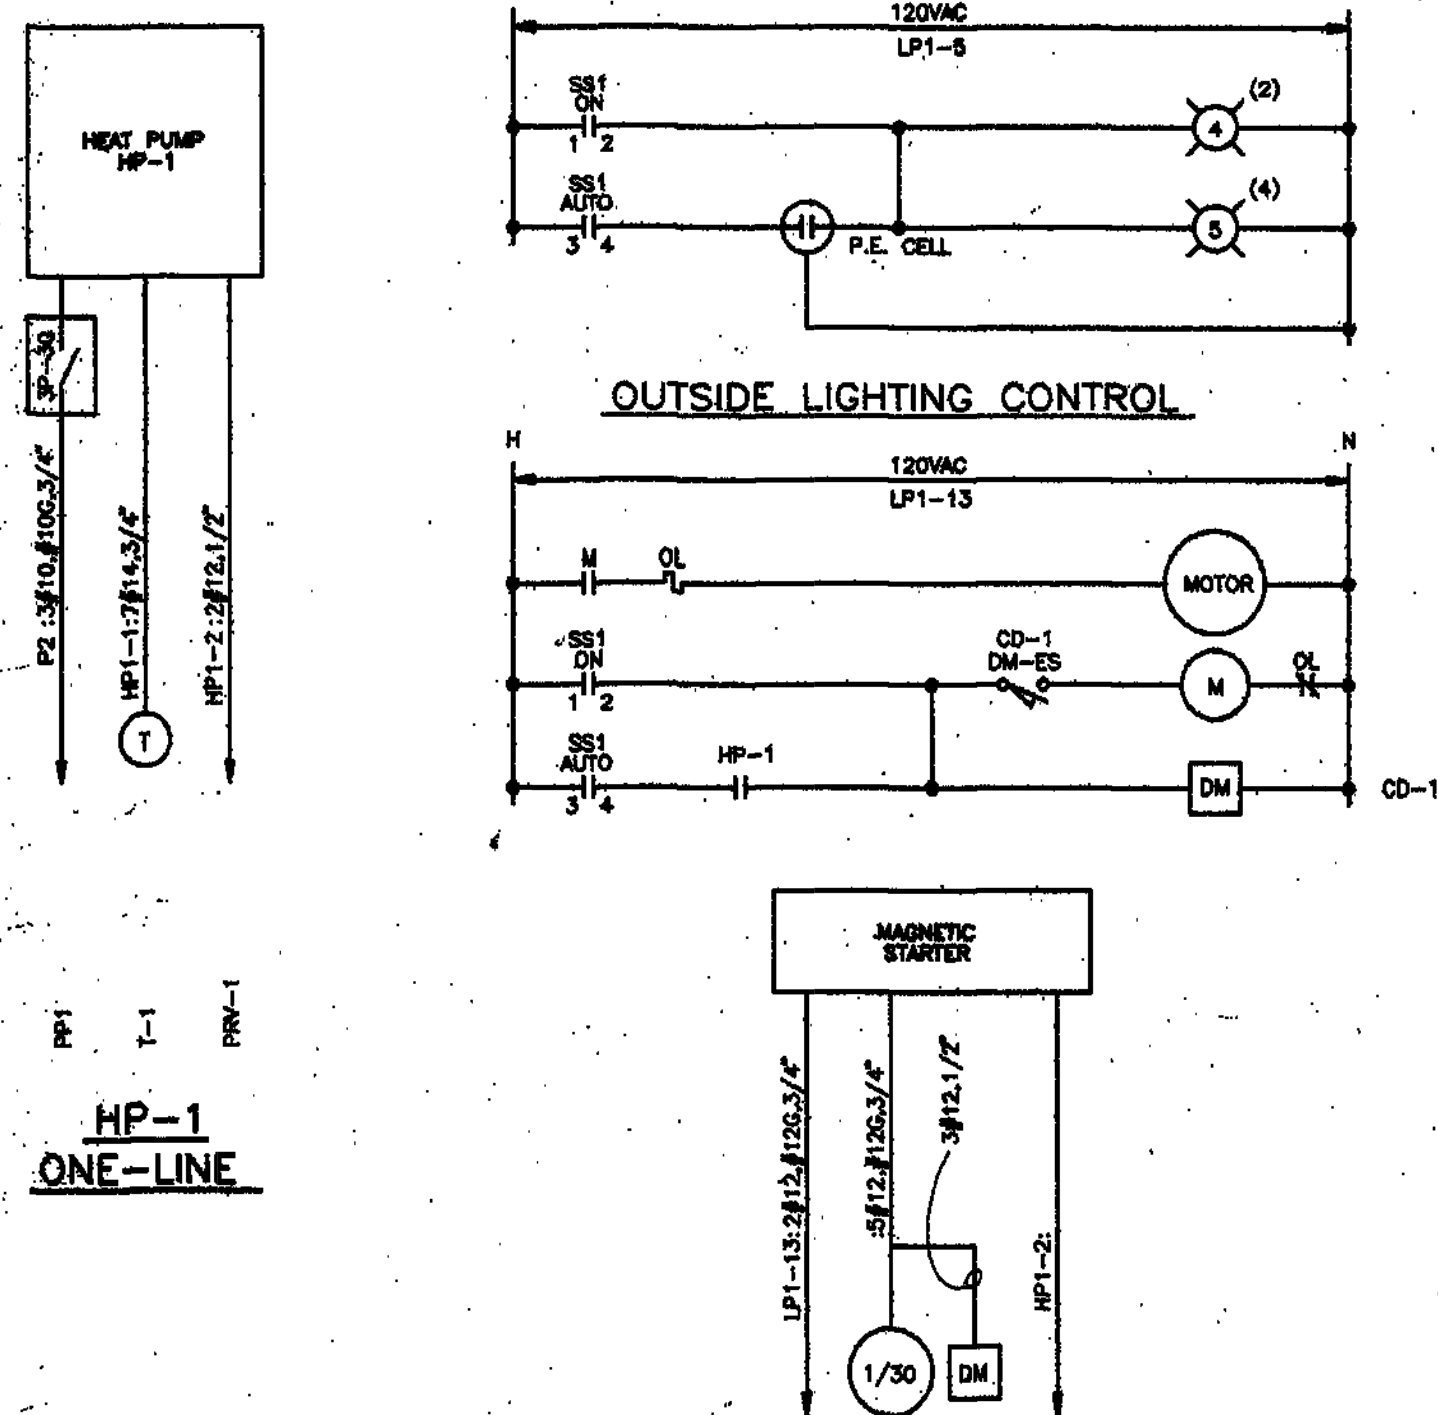 HEAT PUMP
HP-1
3P-30
P2 :3#10,#10G,3/4"
HP1-1:7#14,3/4"
HP1-2:2#12,1/2"
T
PP1
T-1
PRV-1
HP-1
ONE-LINE
120VAC
LP1-5
SS1
ON
1 2
(2)
4
SS1
AUTO
3 4
P.E. CELL
(4)
5
OUTSIDE LIGHTING CONTROL
H
N
120VAC
LP1-13
M
OL
MOTOR
SS1
ON
1 2
CD-1
DM-ES
M
OL
SS1
AUTO
3 4
HP-1
DM
CD-1
MAGNETIC
STARTER
LP1-13:2#12,#12G,3/4"
:5#12,#12G,3/4"
3#12,1/2"
HP1-2:
1/30
DM